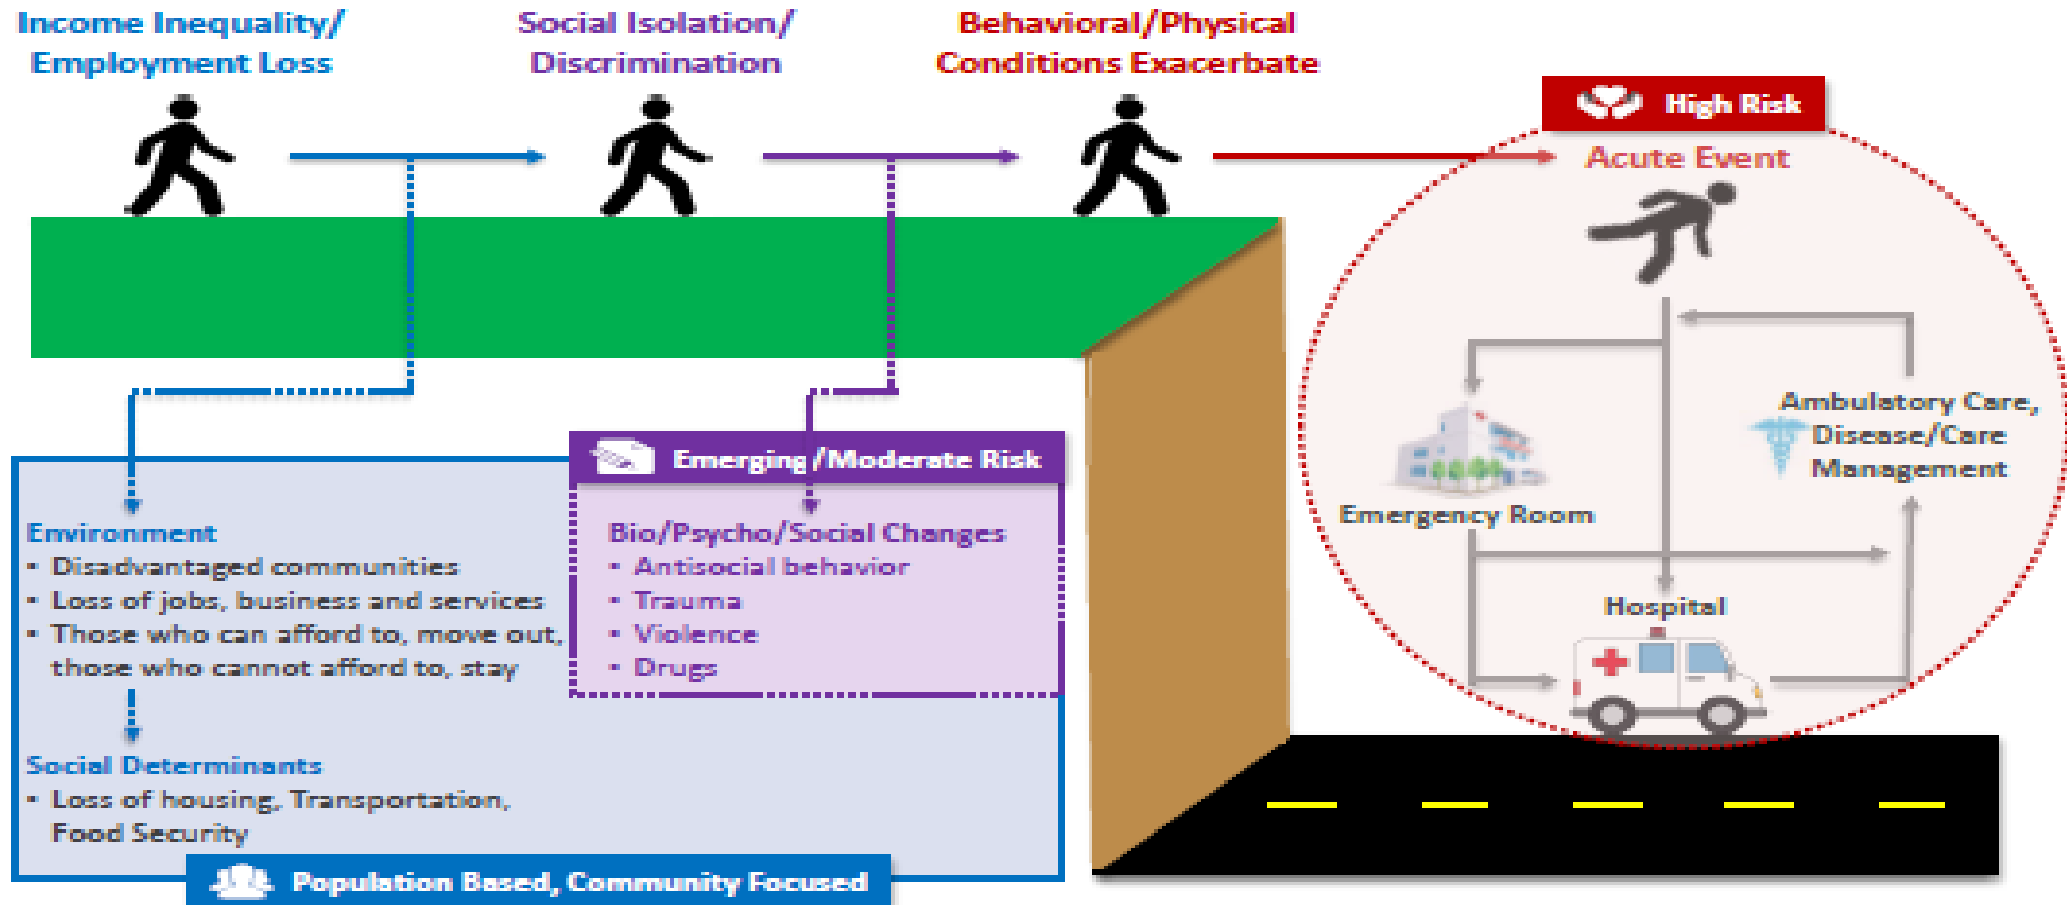 Income Inequality/
Employment Loss
Social Isolation/
Discrimination
Behavioral/Physical
Conditions Exacerbate
High Risk
Acute Event
Ambulatory Care,
Disease/Care
Management
Emergency Room
Hospital
Emerging/Moderate Risk
Bio/Psycho/Social Changes
▪ Antisocial behavior
▪ Trauma
▪ Violence
▪ Drugs
Environment
▪ Disadvantaged communities
▪ Loss of jobs, business and services
▪ Those who can afford to, move out,
those who cannot afford to, stay
Social Determinants
▪ Loss of housing, Transportation,
Food Security
Population Based, Community Focused